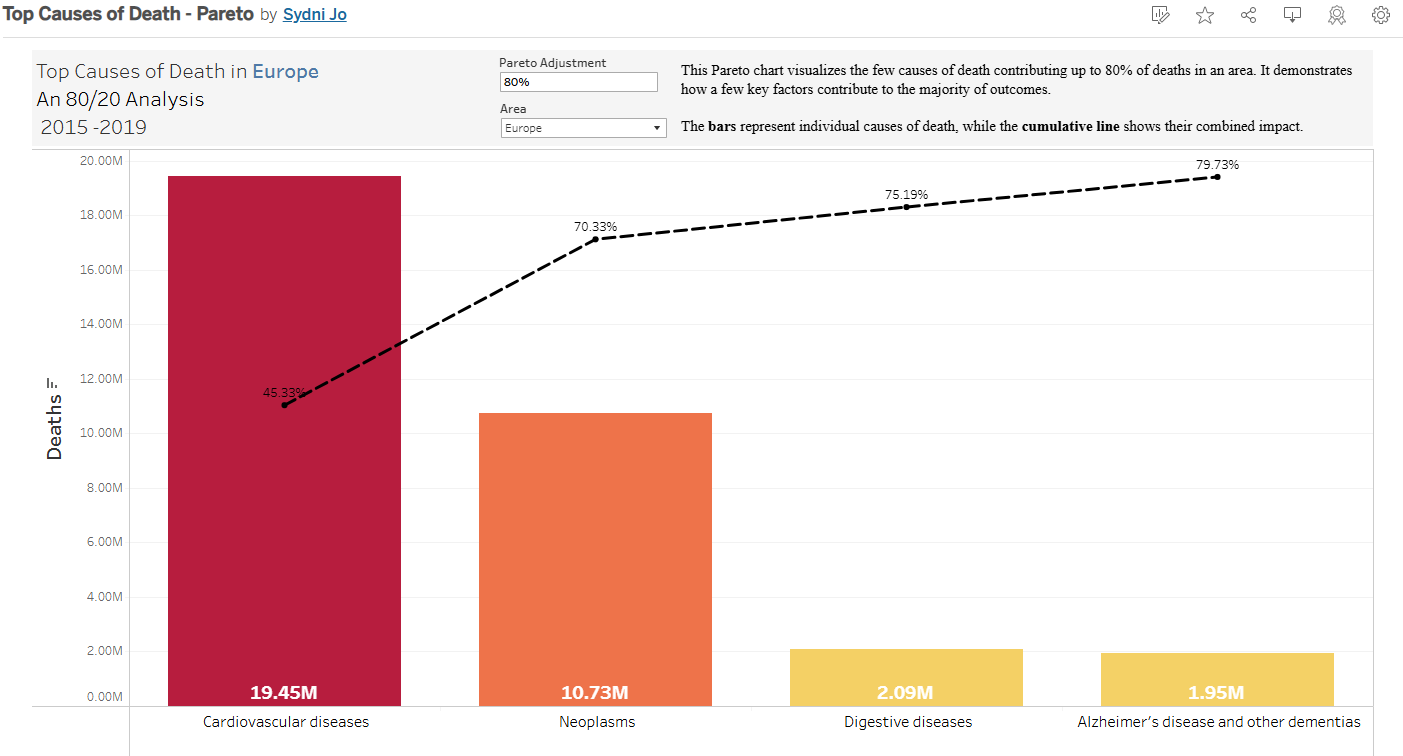 Top Causes of Death - Pareto by Sydni Jo
Top Causes of Death in Europe
An 80/20 Analysis
2015 -2019
Pareto Adjustment
80%
Area
Europe
This Pareto chart visualizes the few causes of death contributing up to 80% of deaths in an area. It demonstrates
how a few key factors contribute to the majority of outcomes.
The bars represent individual causes of death, while the cumulative line shows their combined impact.
Deaths
20.00M
18.00M
16.00M
14.00M
12.00M
10.00M
8.00M
6.00M
4.00M
2.00M
0.00M
45.33%
70.33%
75.19%
79.73%
19.45M
10.73M
2.09M
1.95M
Cardiovascular diseases
Neoplasms
Digestive diseases
Alzheimer's disease and other dementias